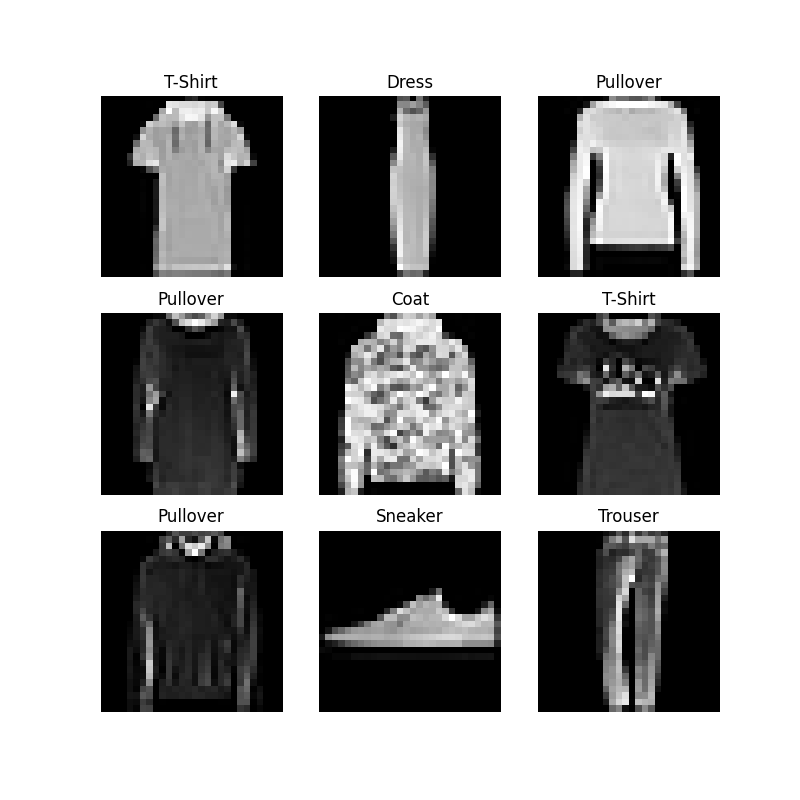 T-Shirt
Dress
Pullover
Pullover
Coat
T-Shirt
Pullover
Sneaker
Trouser